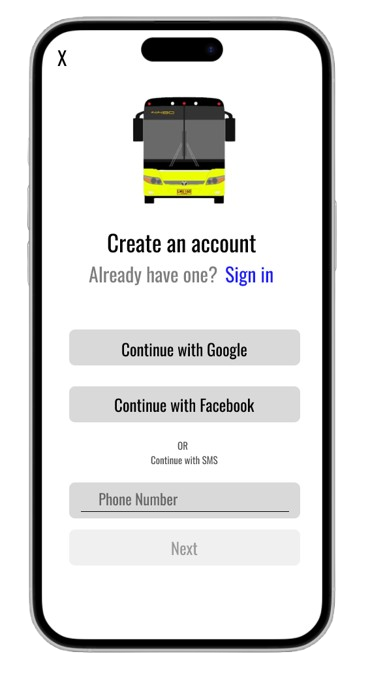 X
Create an account
Already have one? Sign in
Continue with Google
Continue with Facebook
OR
Continue with SMS
Phone Number
Next